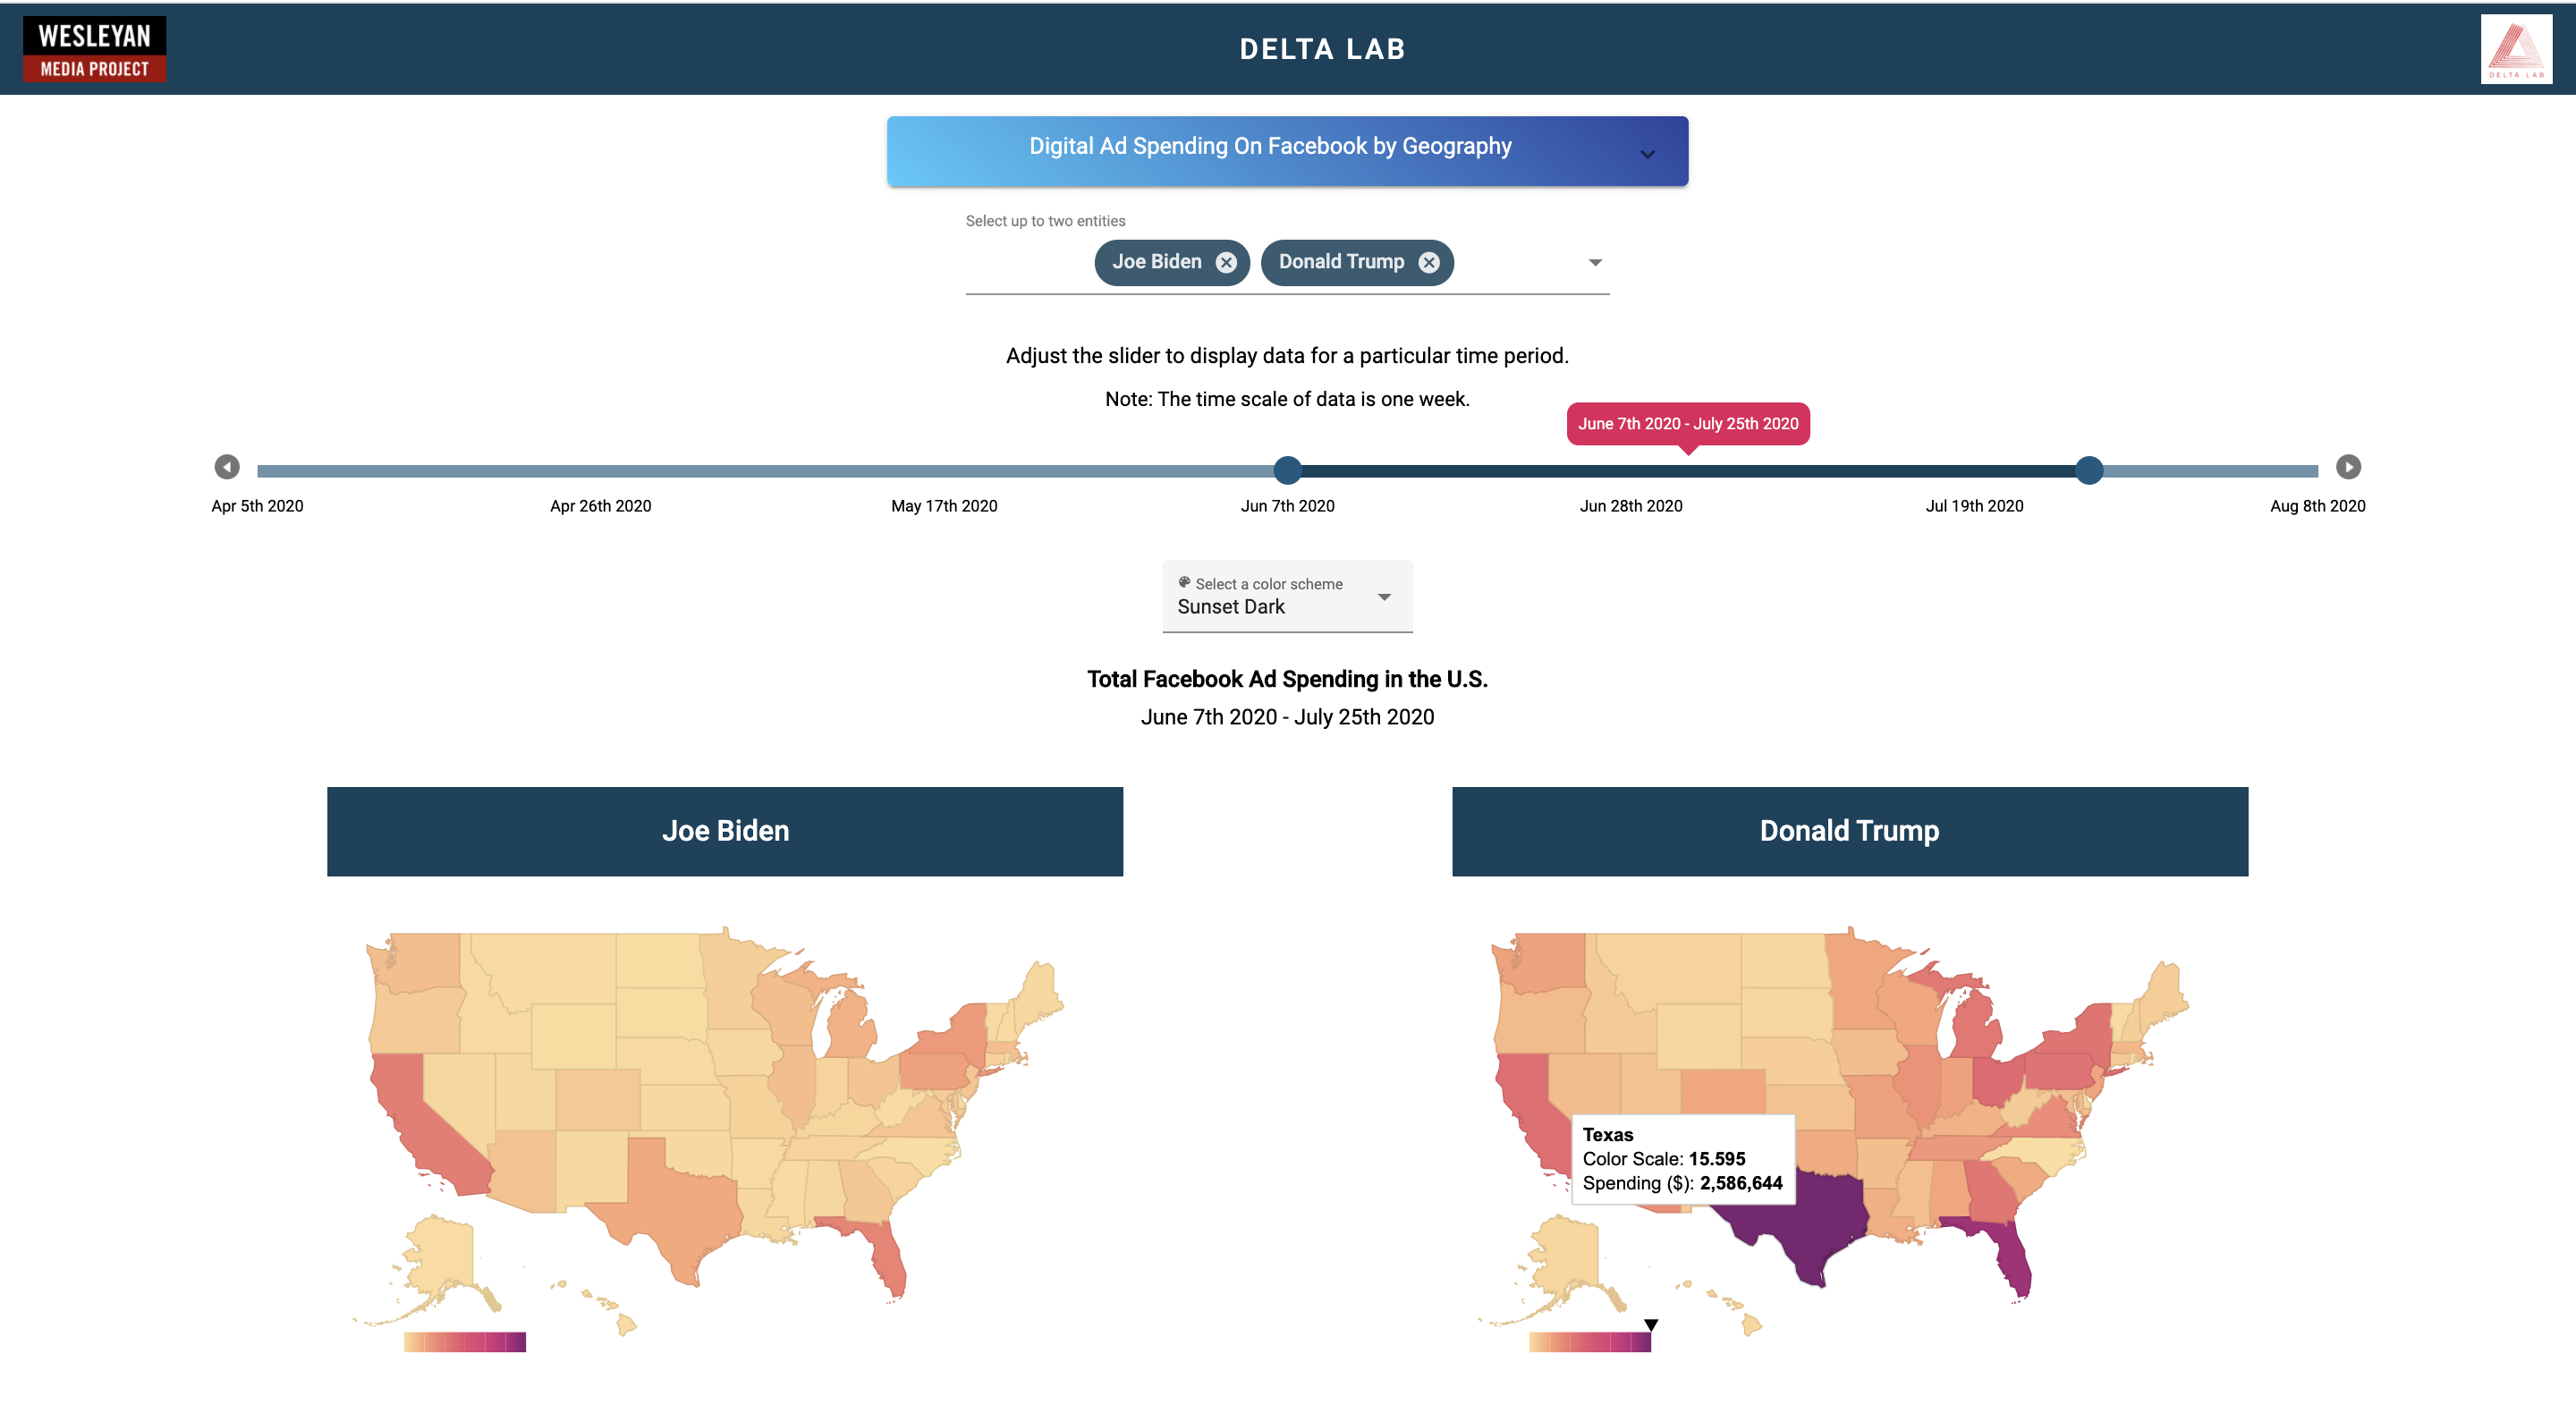 WESLEYAN
MEDIA PROJECT
DELTA LAB
DELTA LAB
Digital Ad Spending On Facebook by Geography
Select up to two entities
Joe Biden
Donald Trump
Adjust the slider to display data for a particular time period.
Note: The time scale of data is one week.
June 7th 2020 - July 25th 2020
Apr 5th 2020
Apr 26th 2020
May 17th 2020
Jun 7th 2020
Jun 28th 2020
Jul 19th 2020
Aug 8th 2020
Select a color scheme
Sunset Dark
Total Facebook Ad Spending in the U.S.
June 7th 2020 - July 25th 2020
Joe Biden
Donald Trump
Texas
Color Scale: 15.595
Spending ($): 2,586,644